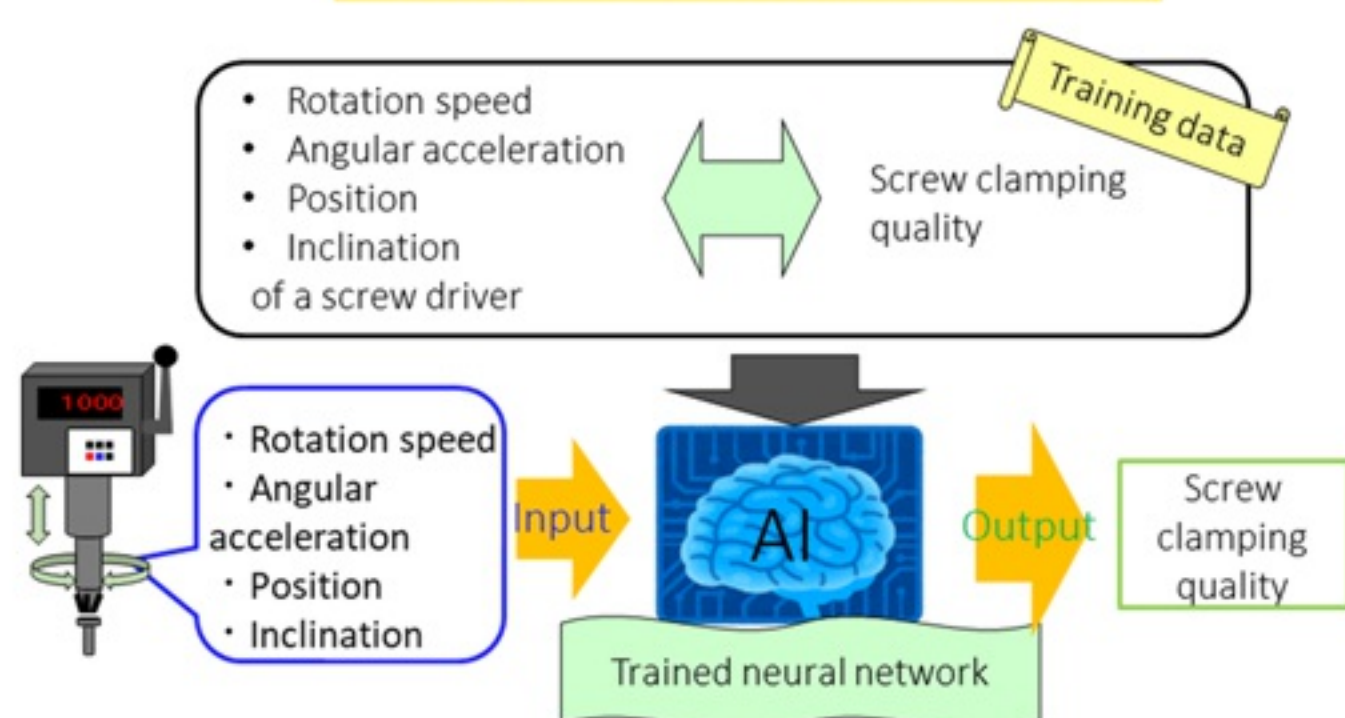 • Rotation speed
• Angular acceleration
• Position
• Inclination
of a screw driver
Screw clamping
quality
Training data
1000
・Rotation speed
・Angular
acceleration
・Position
・Inclination
Input
AI
Output
Screw
clamping
quality
Trained neural network